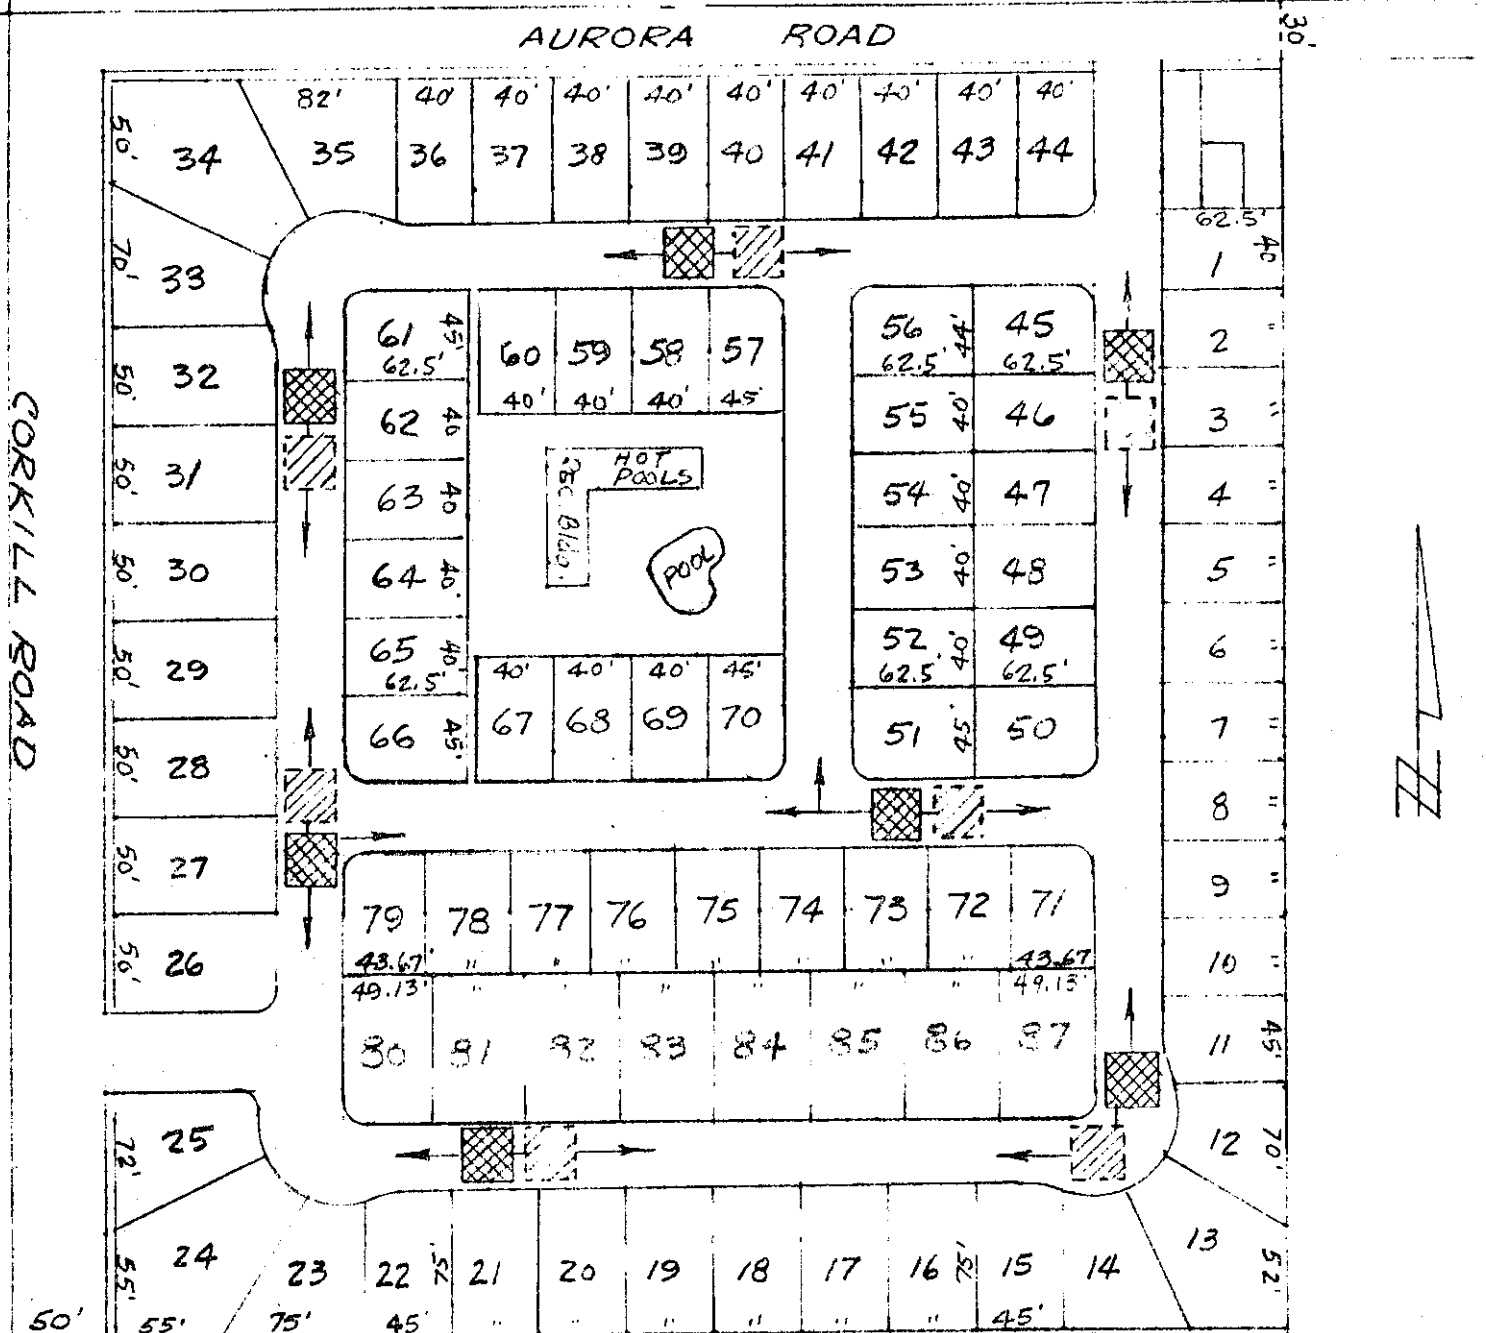 AURORA ROAD
30'
82' 40' 40' 40' 40' 40' 40' 40' 40' 40'
50' 34 35 36 37 38 39 40 41 42 43 44
62.5' 40
70' 33
1
61 45' 62.5'
60 59 58 57
40' 40' 40' 45'
56 44' 45
62.5' 62.5'
2 "
50' 32
62 40
55 40' 46
3 "
CORKILL ROAD
50' 31
63 40
HOT
POOLS
REC. BLDG.
POOL
54 40' 47
4 "
50' 30
64 40'
53 40' 48
5 "
50' 29
65 40'
62.5'
40' 40' 40' 45'
67 68 69 70
52 40' 49
62.5' 62.5'
6 "
50' 28
66 45'
51 45' 50
7 "
N
8 "
50' 27
79 78 77 76 75 74 73 72 71
43.67' " " " " " " " 43.67
9 "
50' 26
49.13' " " " " " " 49.13'
10 "
80 81 82 83 84 85 86 87
11 45'
72' 25
12 70'
55' 24 23 22 75' 21 20 19 18 17 16 75' 15 14 13 52'
50' 55' 75' 45' " " " " " 45'